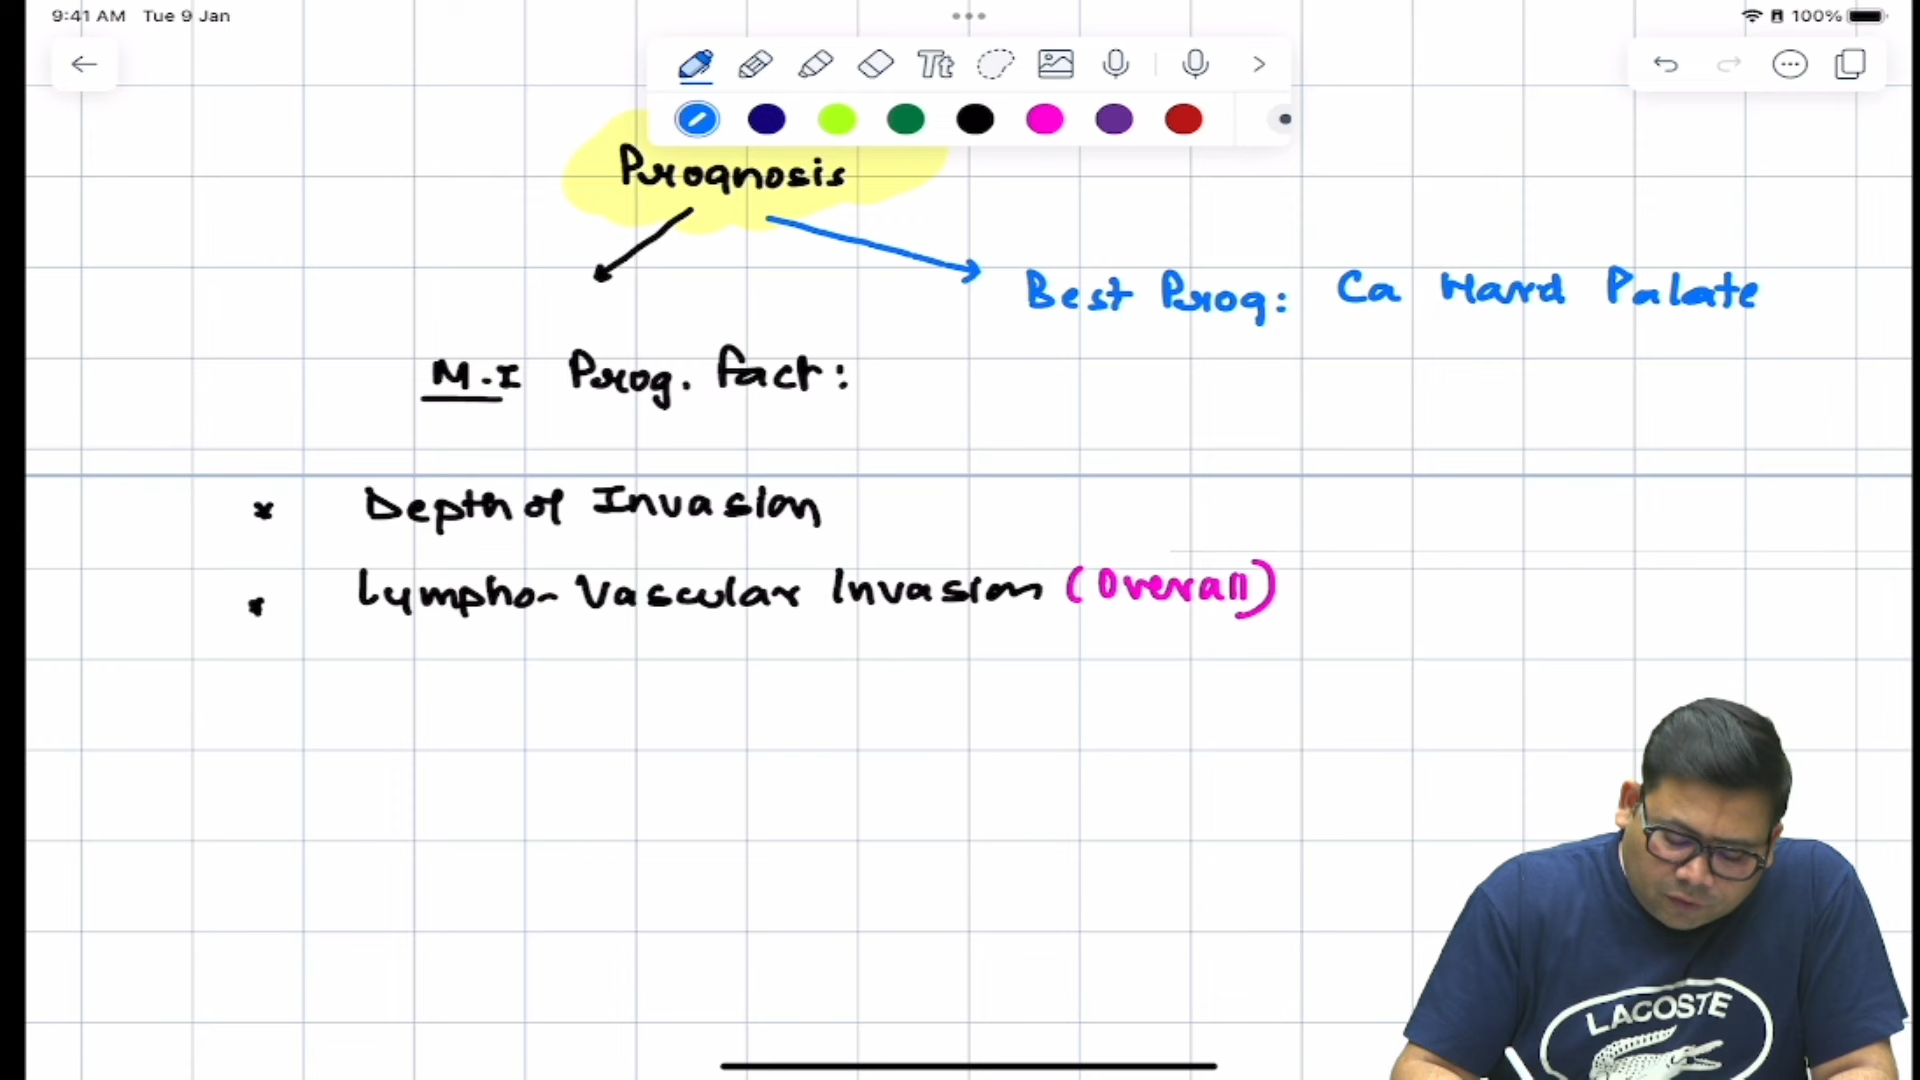 9:41 AM Tue 9 Jan
100%
Tt
Prognosis
Best Prog: Ca Hard Palate
M.I Prog. fact:
* Depth of Invasion
* Lympho-Vascular Invasion (Overall)
LACOSTE